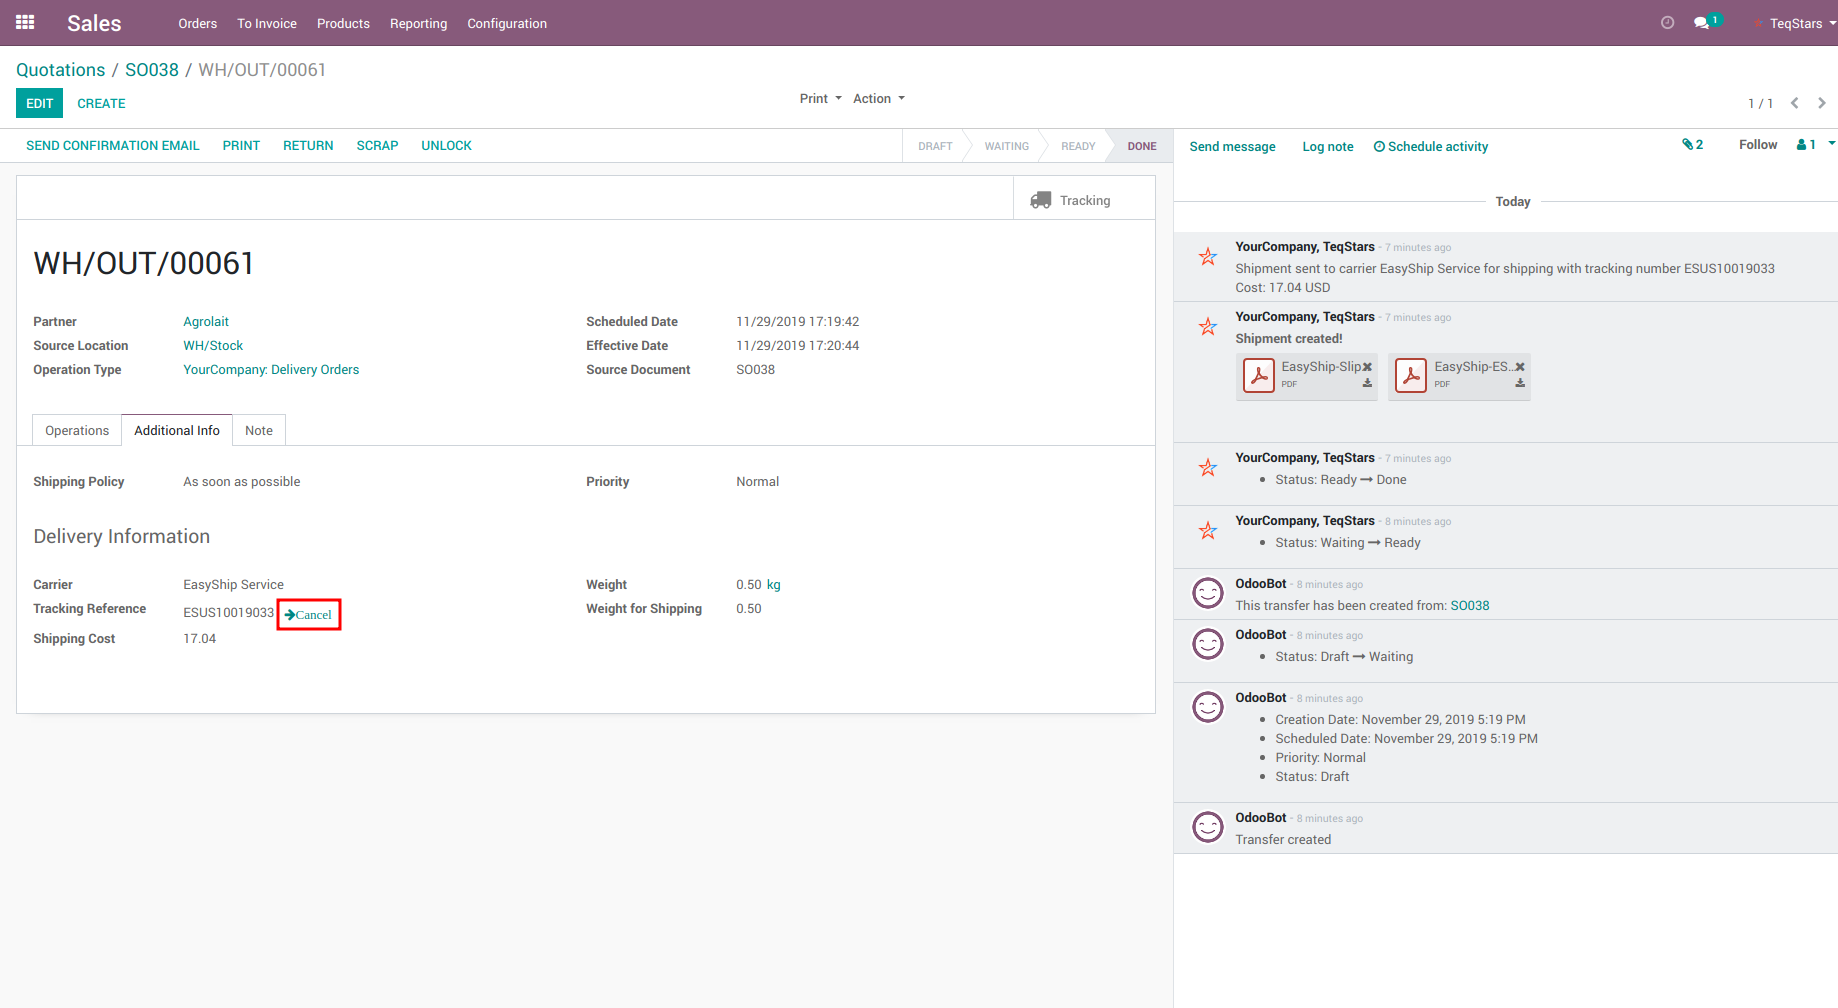 Sales Orders To Invoice Products Reporting Configuration 1 TeqStars
Quotations / SO038 / WH/OUT/00061
EDIT CREATE Print Action 1 / 1
SEND CONFIRMATION EMAIL PRINT RETURN SCRAP UNLOCK DRAFT WAITING READY DONE
Tracking
WH/OUT/00061
Partner Agrolait Scheduled Date 11/29/2019 17:19:42
Source Location WH/Stock Effective Date 11/29/2019 17:20:44
Operation Type YourCompany: Delivery Orders Source Document SO038
Operations Additional Info Note
Shipping Policy As soon as possible Priority Normal
Delivery Information
Carrier EasyShip Service Weight 0.50 kg
Tracking Reference ESUS10019033 Cancel Weight for Shipping 0.50
Shipping Cost 17.04
Send message Log note Schedule activity 2 Follow 1
Today
YourCompany, TeqStars - 7 minutes ago
Shipment sent to carrier EasyShip Service for shipping with tracking number ESUS10019033
Cost: 17.04 USD
YourCompany, TeqStars - 7 minutes ago
Shipment created!
EasyShip-Slip EasyShip-ES...
PDF PDF
YourCompany, TeqStars - 7 minutes ago
• Status: Ready → Done
YourCompany, TeqStars - 8 minutes ago
• Status: Waiting → Ready
OdooBot - 8 minutes ago
This transfer has been created from: SO038
OdooBot - 8 minutes ago
• Status: Draft → Waiting
OdooBot - 8 minutes ago
• Creation Date: November 29, 2019 5:19 PM
• Scheduled Date: November 29, 2019 5:19 PM
• Priority: Normal
• Status: Draft
OdooBot - 8 minutes ago
Transfer created